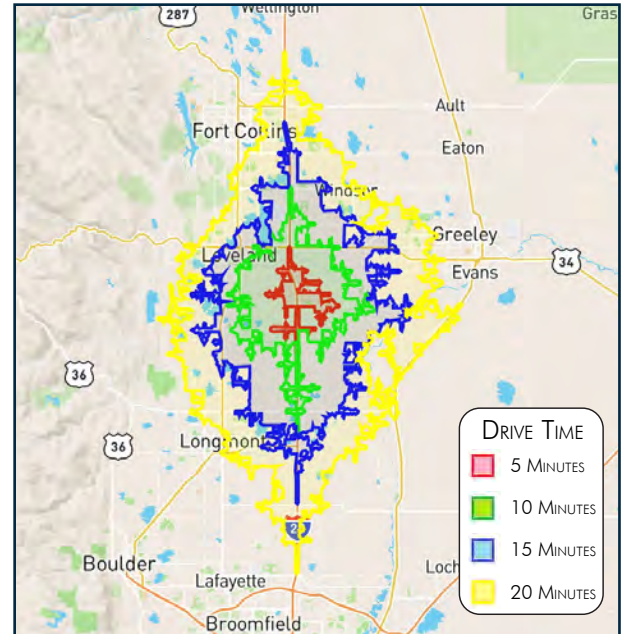 287
Wellington
Gras
Ault
Fort Collins
Eaton
Windsor
Greeley
Loveland
Evans
34
36
36
Longmont
DRIVE TIME
5 MINUTES
10 MINUTES
15 MINUTES
20 MINUTES
Boulder
Loch
Lafayette
Broomfield